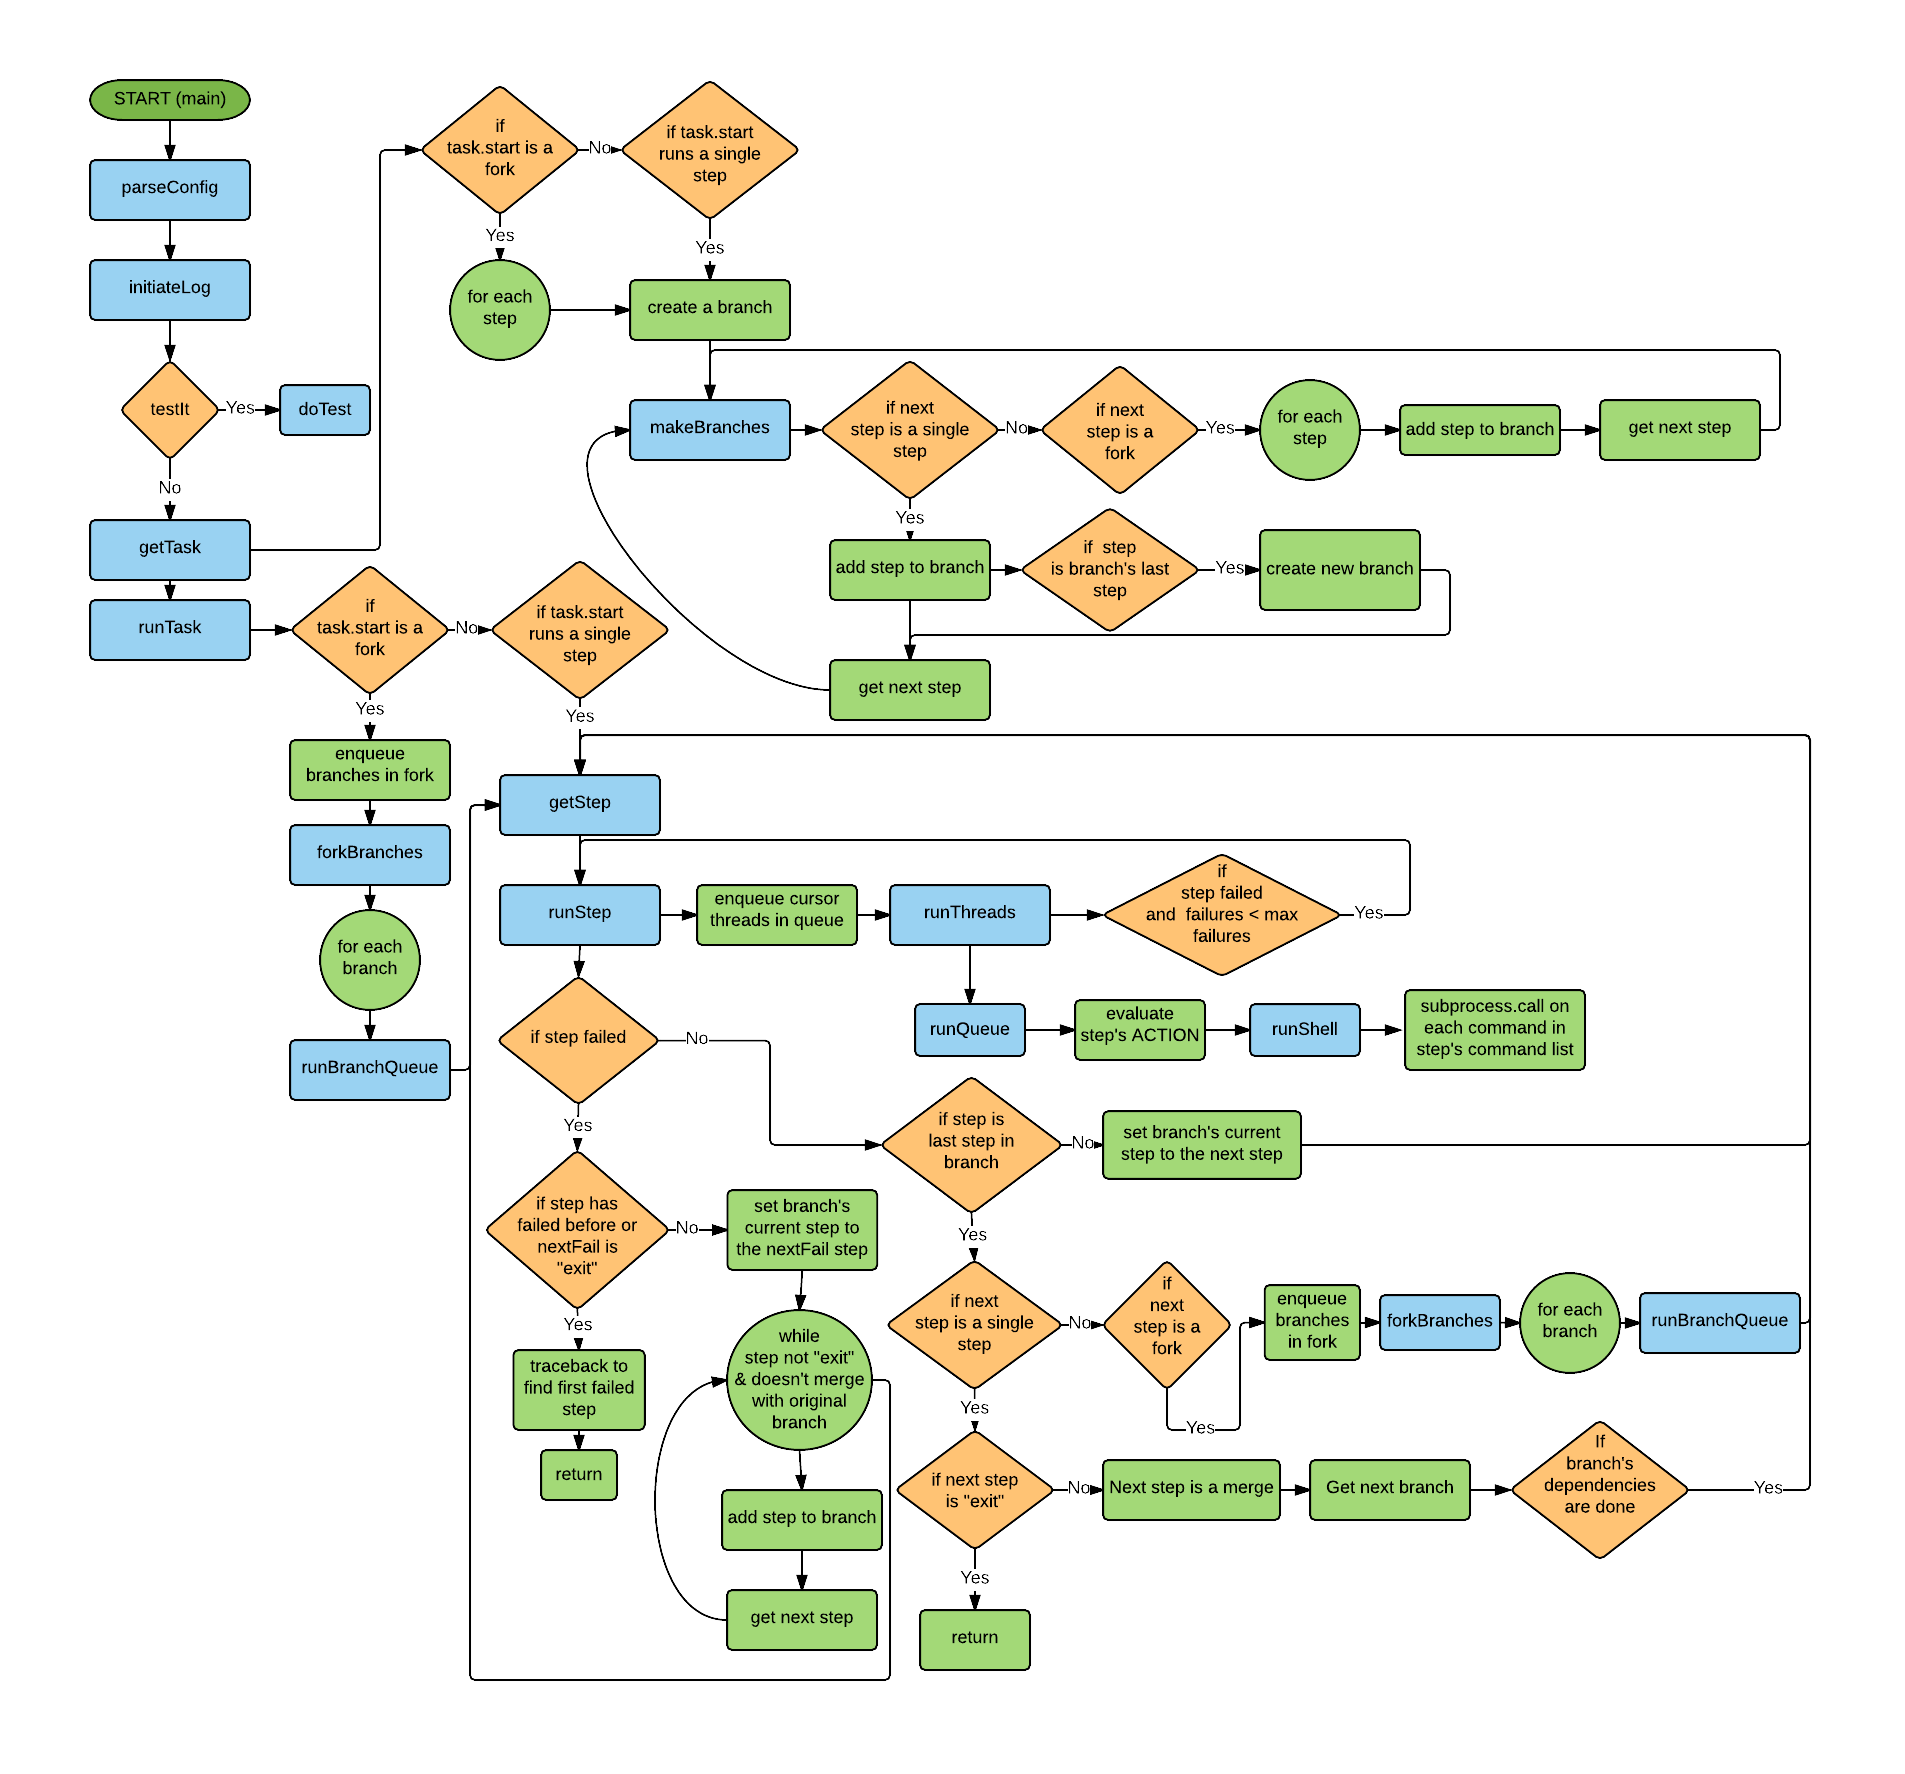 START (main)
parseConfig
initiateLog
testIt
Yes
doTest
No
getTask
runTask
if
task.start is a
fork
No
if task.start
runs a single
step
Yes
Yes
for each
step
create a branch
makeBranches
if next
step is a single
step
No
if next
step is a
fork
Yes
for each
step
add step to branch
get next step
Yes
add step to branch
if  step
is branch's last
step
Yes
create new branch
get next step
if
task.start is a
fork
No
if task.start
runs a single
step
Yes
Yes
enqueue
branches in fork
forkBranches
for each
branch
runBranchQueue
getStep
runStep
enqueue cursor
threads in queue
runThreads
if
step failed
and  failures < max
failures
Yes
runQueue
evaluate
step's ACTION
runShell
subprocess.call on
each command in
step's command list
if step failed
No
Yes
if step is
last step in
branch
No
set branch's current
step to the next step
Yes
if step has
failed before or
nextFail is
"exit"
No
set branch's
current step to
the nextFail step
Yes
traceback to
find first failed
step
return
while
step not "exit"
& doesn't merge
with original
branch
add step to branch
get next step
if next
step is a single
step
No
if
next
step is a
fork
Yes
enqueue
branches
in fork
forkBranches
for each
branch
runBranchQueue
Yes
if next step
is "exit"
No
Next step is a merge
Get next branch
If
branch's
dependencies
are done
Yes
Yes
return